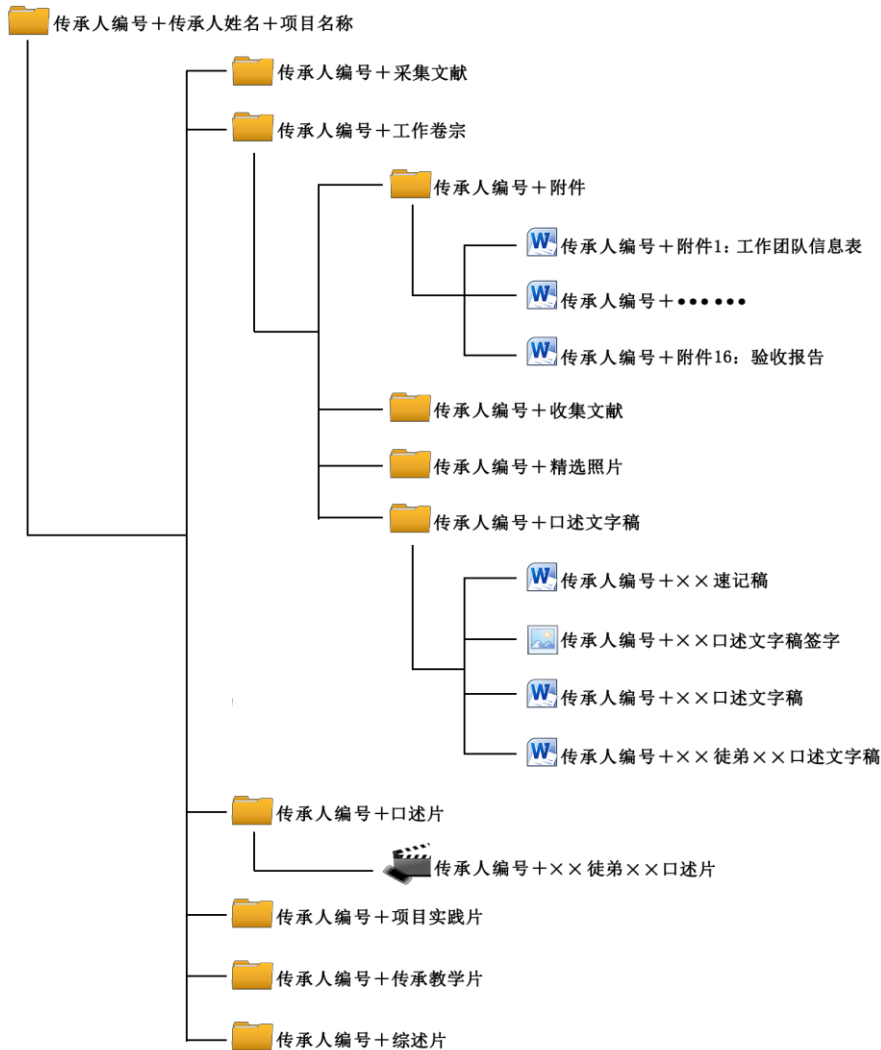 传承人编号＋传承人姓名＋项目名称
传承人编号＋采集文献
传承人编号＋工作卷宗
传承人编号＋附件
传承人编号＋附件1：工作团队信息表
传承人编号＋••••••
传承人编号＋附件16：验收报告
传承人编号＋收集文献
传承人编号＋精选照片
传承人编号＋口述文字稿
传承人编号＋××速记稿
传承人编号＋××口述文字稿签字
传承人编号＋××口述文字稿
传承人编号＋××徒弟××口述文字稿
传承人编号＋口述片
传承人编号＋××徒弟××口述片
传承人编号＋项目实践片
传承人编号＋传承教学片
传承人编号＋综述片